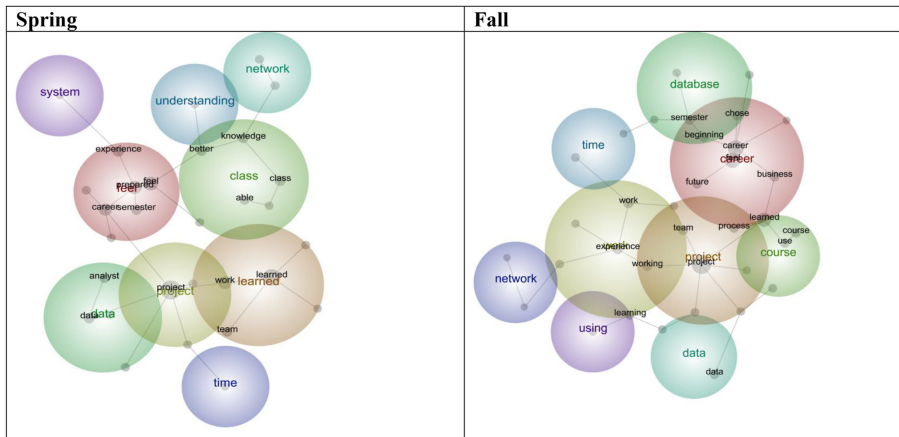 Spring
network
system
understanding
knowledge
better
experience
class
class
feel
feel
prepared
able
career
semester
analyst
work
learned
project
learned
project
data
data
team
time
Fall
database
chose
semester
beginning
career
time
career
future
business
work
learned
process
team
course
use
experience
course
project
working
project
network
learning
using
data
data